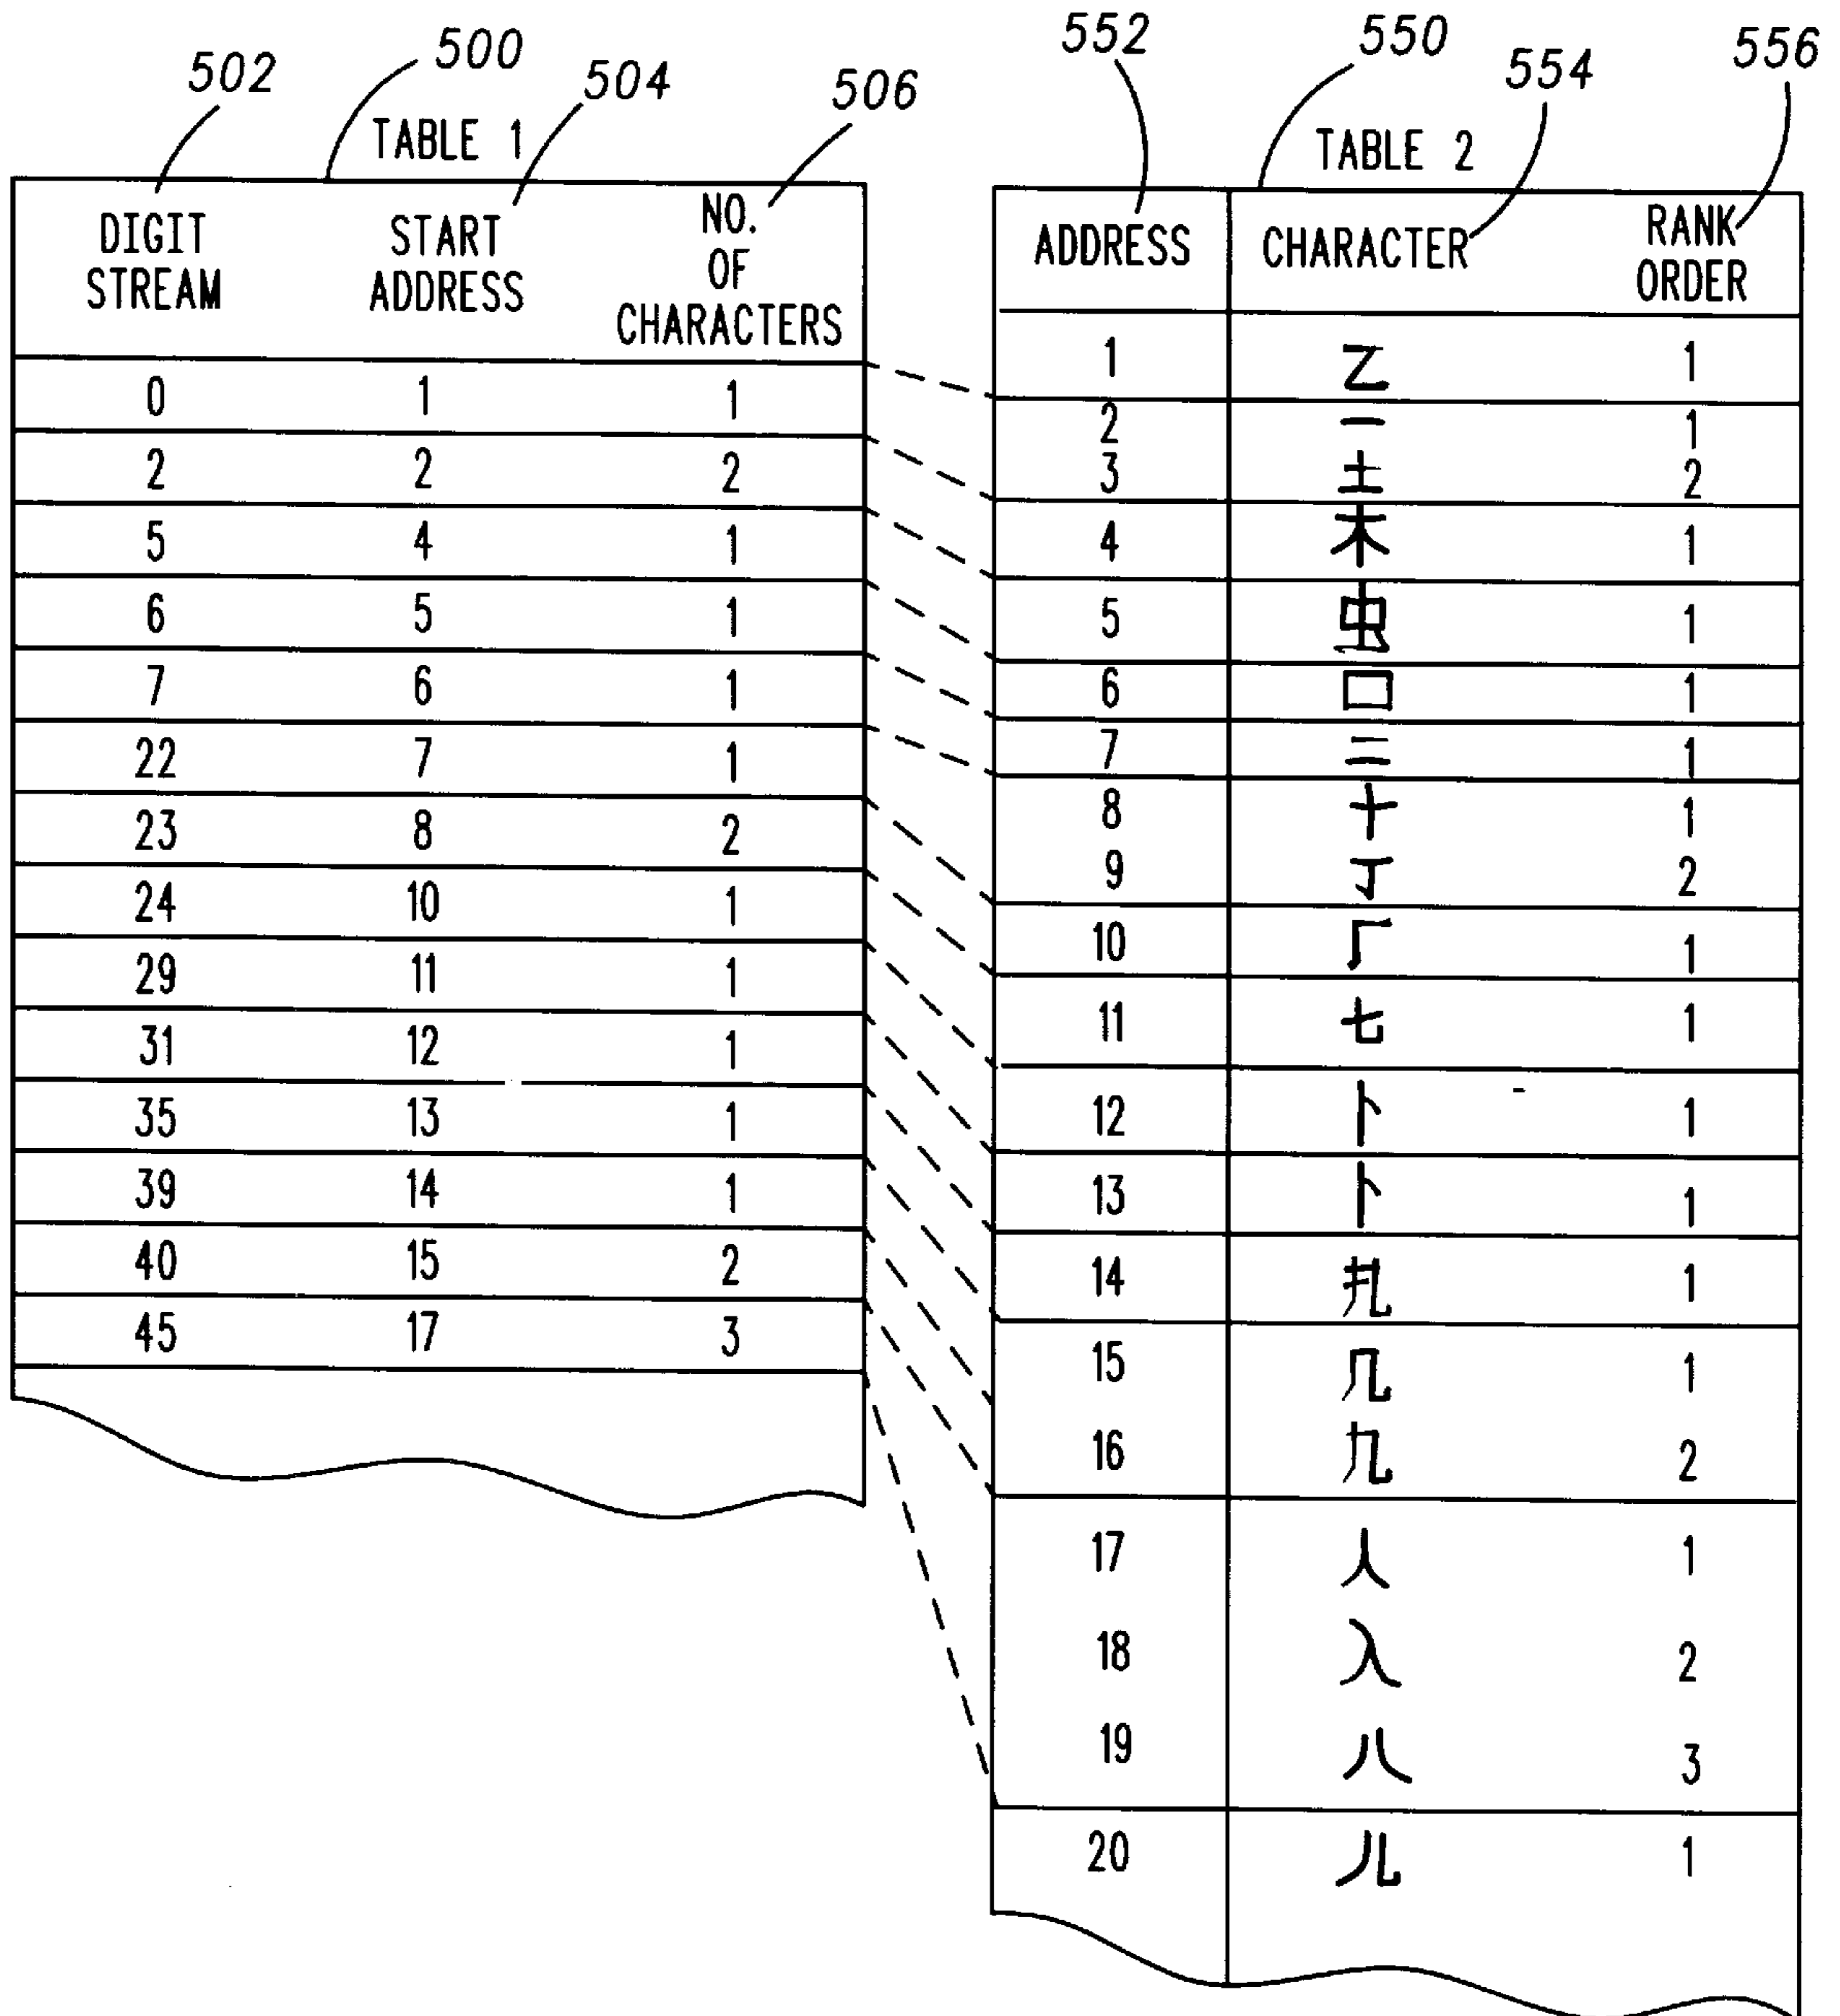 500
502
504
506
TABLE 1
DIGIT STREAM START ADDRESS NO. OF CHARACTERS
0 1 1
2 2 2
5 4 1
6 5 1
7 6 1
22 7 1
23 8 2
24 10 1
29 11 1
31 12 1
35 13 1
39 14 1
40 15 2
45 17 3
552
550
554
556
TABLE 2
ADDRESS CHARACTER RANK ORDER
1 乙 1
2 一 1
3 土 2
4 木 1
5 虫 1
6 口 1
7 二 1
8 十 1
9 丁 2
10 厂 1
11 七 1
12 卜 1
13 卜 1
14 1
15 几 1
16 九 2
17 人 1
18 入 2
19 八 3
20 儿 1